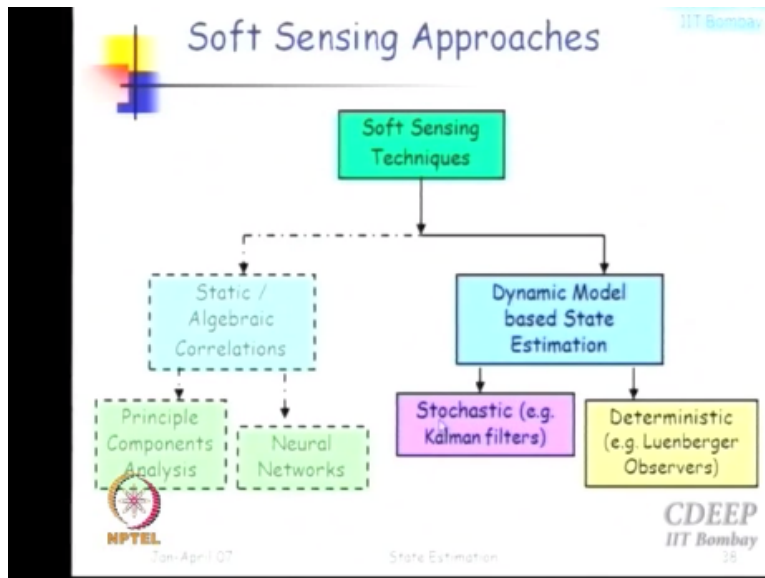 IIT Bombay
Soft Sensing Approaches
Soft Sensing
Techniques
Static /
Algebraic
Correlations
Dynamic Model
based State
Estimation
Principle
Components
Analysis
Neural
Networks
Stochastic (e.g.
Kalman filters)
Deterministic
(e.g. Luenberger
Observers)
NPTEL
CDEEP
IIT Bombay
Jan-April 07
State Estimation
38